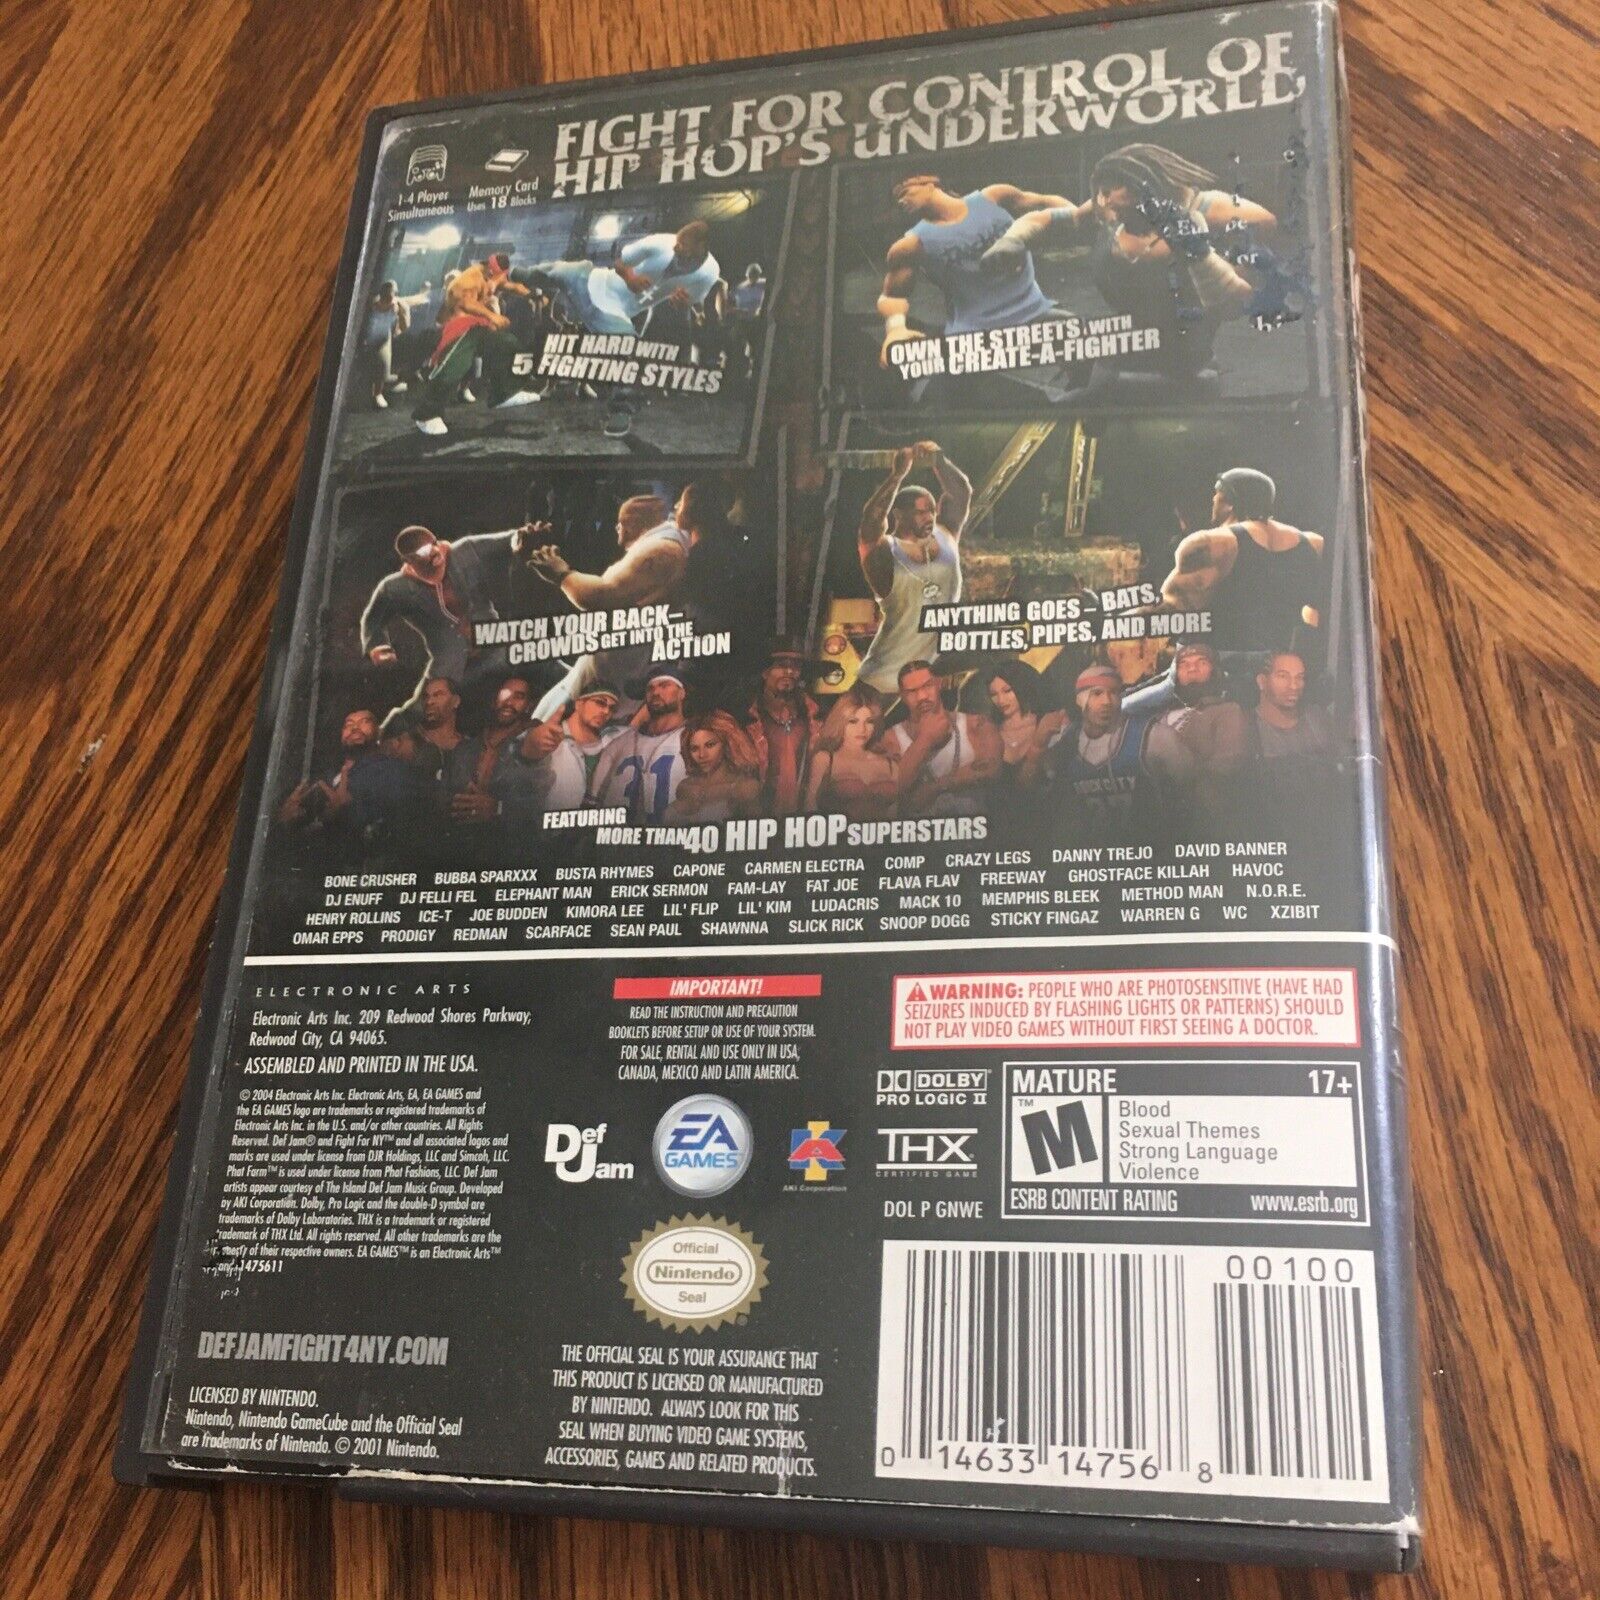 FIGHT FOR CONTROL OF
HIP HOP'S UNDERWORLD
1-4 Player
Simultaneous
Memory Card
Uses 18 Blocks
HIT HARD WITH
5 FIGHTING STYLES
OWN THE STREETS WITH
YOUR CREATE-A-FIGHTER
WATCH YOUR BACK–
CROWDS GET INTO THE
ACTION
ANYTHING GOES – BATS,
BOTTLES, PIPES, AND MORE
31
FEATURING
MORE THAN 40 HIP HOP SUPERSTARS
BONE CRUSHER BUBBA SPARXXX BUSTA RHYMES CAPONE CARMEN ELECTRA COMP CRAZY LEGS DANNY TREJO DAVID BANNER
DJ ENUFF DJ FELLI FEL ELEPHANT MAN ERICK SERMON FAM-LAY FAT JOE FLAVA FLAV FREEWAY GHOSTFACE KILLAH HAVOC
HENRY ROLLINS ICE-T JOE BUDDEN KIMORA LEE LIL' FLIP LIL' KIM LUDACRIS MACK 10 MEMPHIS BLEEK METHOD MAN N.O.R.E.
OMAR EPPS PRODIGY REDMAN SCARFACE SEAN PAUL SHAWNNA SLICK RICK SNOOP DOGG STICKY FINGAZ WARREN G WC XZIBIT
ELECTRONIC ARTS
Electronic Arts Inc. 209 Redwood Shores Parkway,
Redwood City, CA 94065.
ASSEMBLED AND PRINTED IN THE USA.
© 2004 Electronic Arts Inc. Electronic Arts, EA, EA GAMES and
the EA GAMES logo are trademarks or registered trademarks of
Electronic Arts Inc. in the U.S. and/or other countries. All Rights
Reserved. Def Jam® and Fight For NY™ and all associated logos and
marks are used under license from DJR Holdings, LLC and Simcoh, LLC.
Phat Farm™ is used under license from Phat Fashions, LLC. Def Jam
artists appear courtesy of The Island Def Jam Music Group. Developed
by AKI Corporation. Dolby, Pro Logic and the double-D symbol are
trademarks of Dolby Laboratories. THX is a trademark or registered
trademark of THX Ltd. All rights reserved. All other trademarks are the
of their respective owners. EA GAMES™ is an Electronic Arts™
1475611
DEFJAMFIGHT4NY.COM
LICENSED BY NINTENDO.
Nintendo, Nintendo GameCube and the Official Seal
are trademarks of Nintendo. © 2001 Nintendo.
IMPORTANT!
READ THE INSTRUCTION AND PRECAUTION
BOOKLETS BEFORE SETUP OR USE OF YOUR SYSTEM.
FOR SALE, RENTAL AND USE ONLY IN USA,
CANADA, MEXICO AND LATIN AMERICA.
Def Jam
EA GAMES
AKI Corporation
Official
Nintendo
Seal
THE OFFICIAL SEAL IS YOUR ASSURANCE THAT
THIS PRODUCT IS LICENSED OR MANUFACTURED
BY NINTENDO. ALWAYS LOOK FOR THIS
SEAL WHEN BUYING VIDEO GAME SYSTEMS,
ACCESSORIES, GAMES AND RELATED PRODUCTS.
WARNING: PEOPLE WHO ARE PHOTOSENSITIVE (HAVE HAD
SEIZURES INDUCED BY FLASHING LIGHTS OR PATTERNS) SHOULD
NOT PLAY VIDEO GAMES WITHOUT FIRST SEEING A DOCTOR.
DOLBY
PRO LOGIC II
THX
CERTIFIED GAME
DOL P GNWE
MATURE 17+
M™
Blood
Sexual Themes
Strong Language
Violence
ESRB CONTENT RATING www.esrb.org
00100
0 14633 14756 8